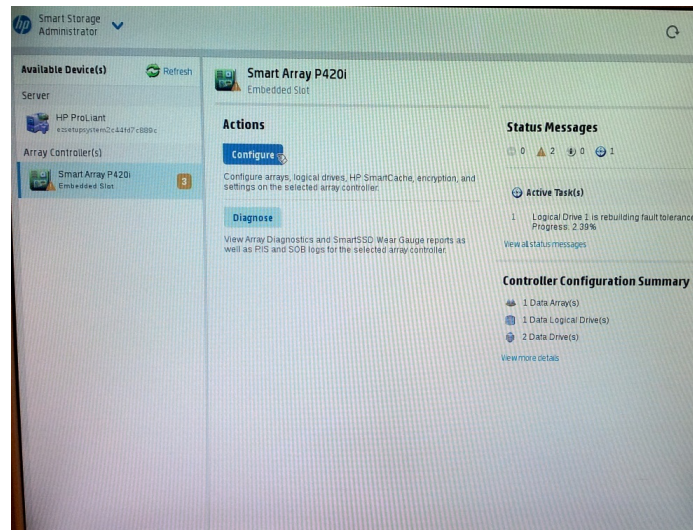 hp
Smart Storage
Administrator
Available Device(s)
Refresh
Server
HP ProLiant
Array Controller(s)
Smart Array P420i
Embedded Slot
3
Smart Array P420i
Embedded Slot
Actions
Configure
Configure arrays, logical drives, HP SmartCache, encryption, and
settings on the selected array controller.
Diagnose
View Array Diagnostics and SmartSSD Wear Gauge reports as
well as PiS and SOB logs for the selected array controller.
Status Messages
0 2 0 1
Active Task(s)
1 Logical Drive 1 is rebuilding fault tolerance
Progress: 2.39%
View all status messages
Controller Configuration Summary
1 Data Array(s)
1 Data Logical Drive(s)
2 Data Drive(s)
View more details